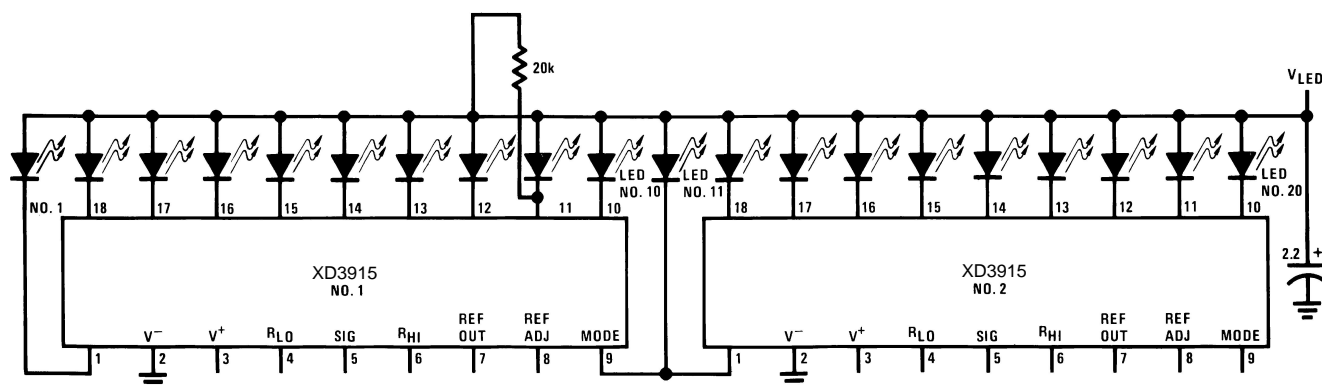 20k
VLED
LED NO. 10
LED NO. 11
LED NO. 20
NO. 1 18 17 16 15 14 13 12 11 10 18 17 16 15 14 13 12 11 10
2.2 +
XD3915
NO. 1
XD3915
NO. 2
V− V+ RLO SIG RHI REF OUT REF ADJ MODE
1 2 3 4 5 6 7 8 9
V− V+ RLO SIG RHI REF OUT REF ADJ MODE
1 2 3 4 5 6 7 8 9